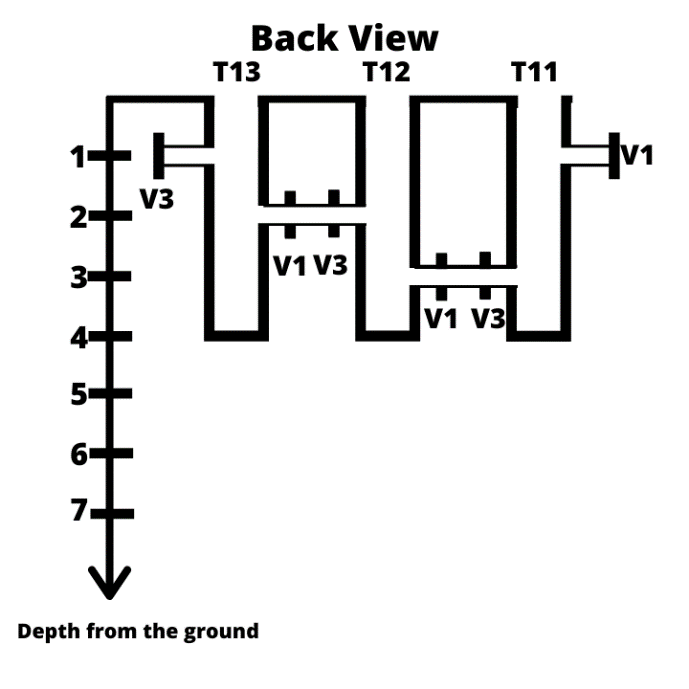 Back View
T13 T12 T11
1
V1
V3
2
V1 V3
3
V1 V3
4
5
6
7
Depth from the ground